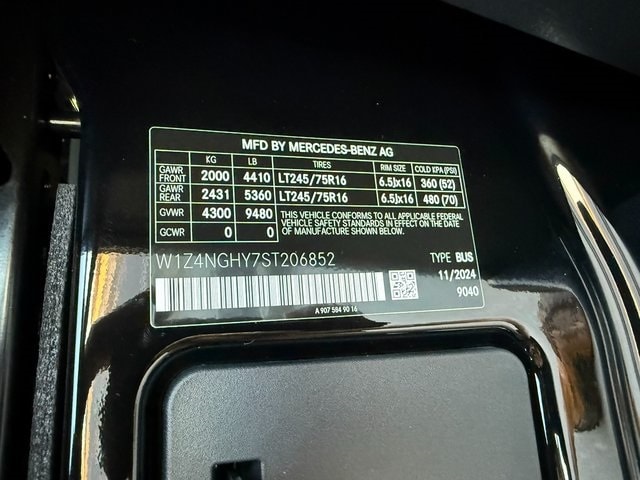 MFD BY MERCEDES-BENZ AG
KG LB TIRES RIM SIZE COLD KPA (PSI)
GAWR FRONT 2000 4410 LT245/75R16 6.5Jx16 360 (52)
GAWR REAR 2431 5360 LT245/75R16 6.5Jx16 480 (70)
GVWR 4300 9480 THIS VEHICLE CONFORMS TO ALL APPLICABLE FEDERAL
VEHICLE SAFETY STANDARDS IN EFFECT ON THE DATE
OF MANUFACTURE SHOWN ABOVE
GCWR 0 0
W1Z4NGHY7ST206852 TYPE BUS
11/2024
9040
A 907 584 90 16